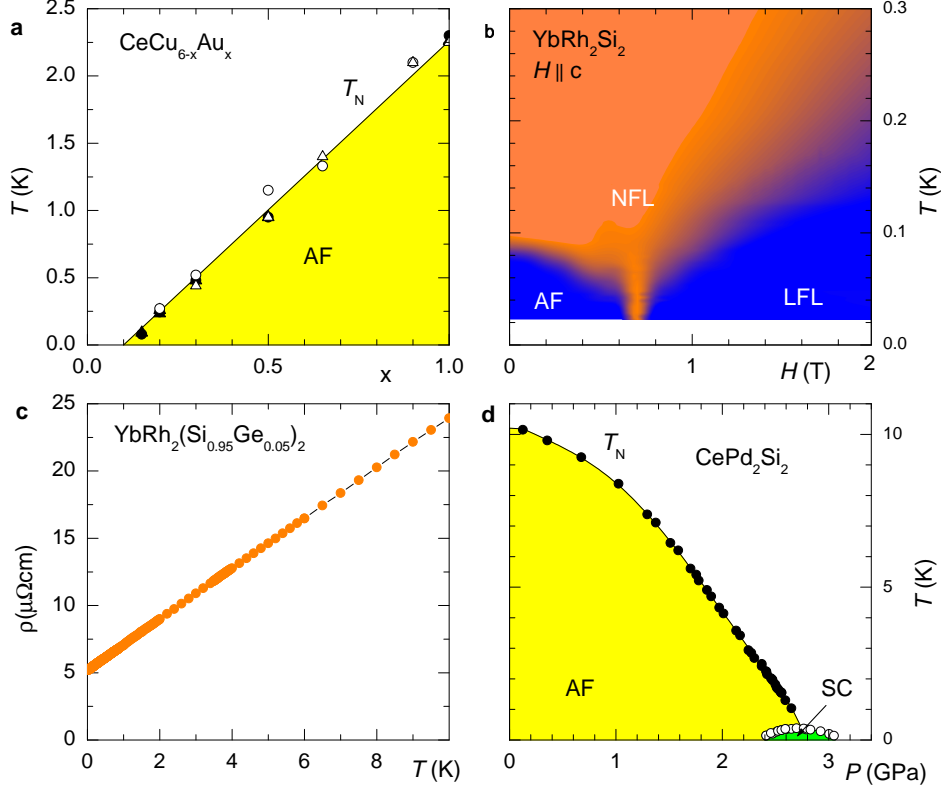 a
CeCu6-xAux
TN
AF
T (K)
2.5
2.0
1.5
1.0
0.5
0.0
0.0
0.5
1.0
x
b
YbRh2Si2
H || c
NFL
AF
LFL
0.3
0.2
0.1
0.0
T (K)
0
1
2
H (T)
c
YbRh2(Si0.95Ge0.05)2
ρ (μΩcm)
25
20
15
10
5
0
0
2
4
6
8
T (K)
d
TN
CePd2Si2
AF
SC
10
5
0
T (K)
0
1
2
3
P (GPa)